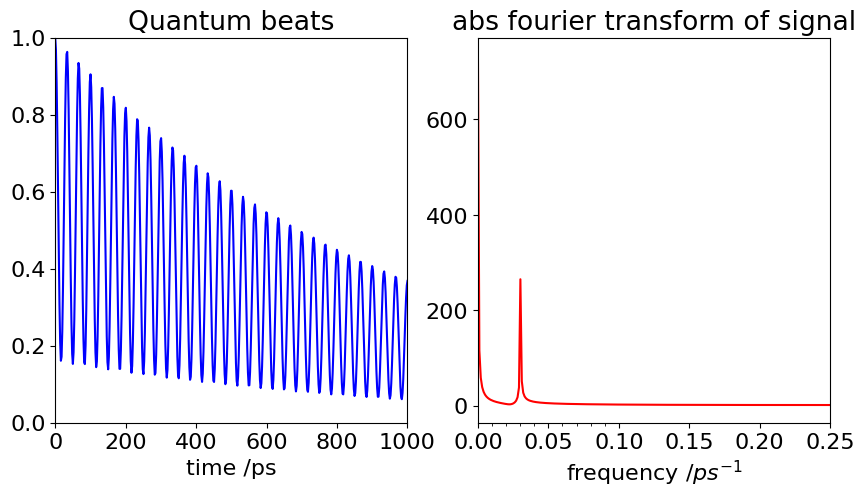 Quantum beats
1.0
0.8
0.6
0.4
0.2
0.0
0 200 400 600 800 1000
time /ps
abs fourier transform of signal
600
400
200
0
0.00 0.05 0.10 0.15 0.20 0.25
frequency /ps⁻¹